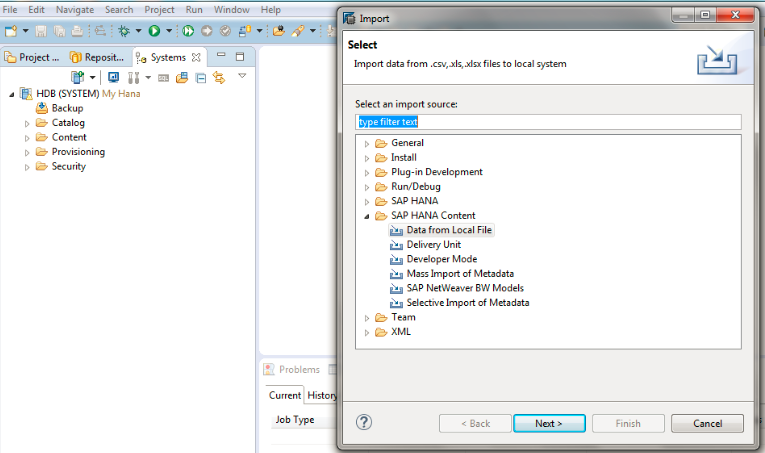 File Edit Navigate Search Project Run Window Help
Project ... Reposit... Systems
HDB (SYSTEM) My Hana
Backup
Catalog
Content
Provisioning
Security
Problems
Current History
Job Type
Import
Select
Import data from .csv,.xls,.xlsx files to local system
Select an import source:
type filter text
General
Install
Plug-in Development
Run/Debug
SAP HANA
SAP HANA Content
Data from Local File
Delivery Unit
Developer Mode
Mass Import of Metadata
SAP NetWeaver BW Models
Selective Import of Metadata
Team
XML
?
< Back Next > Finish Cancel